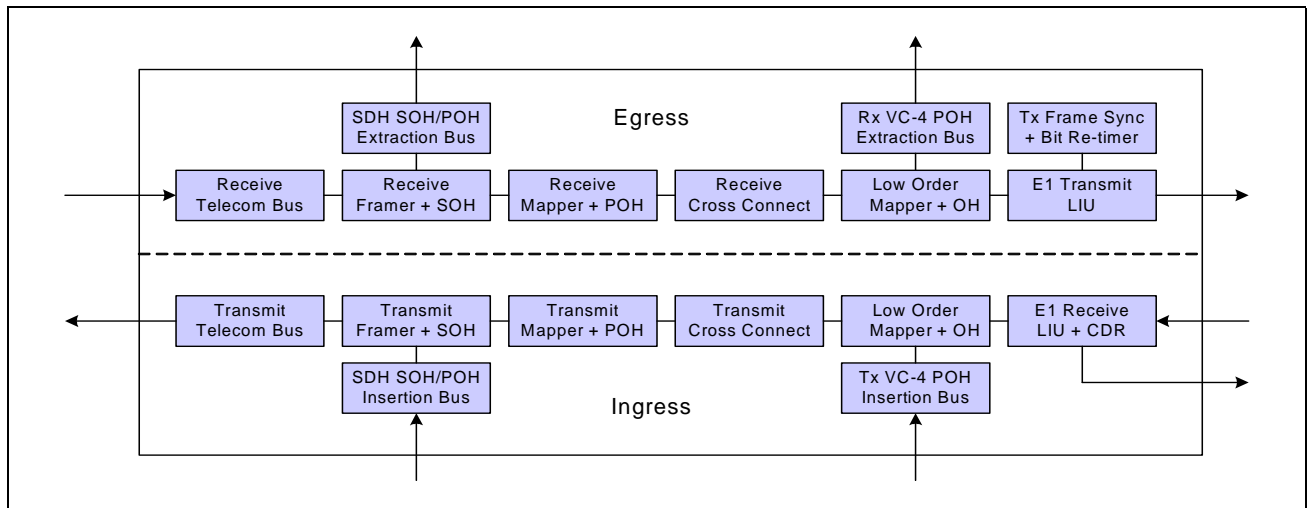 SDH SOH/POH
Extraction Bus
Egress
Rx VC-4 POH
Extraction Bus
Tx Frame Sync
+ Bit Re-timer
Receive
Telecom Bus
Receive
Framer + SOH
Receive
Mapper + POH
Receive
Cross Connect
Low Order
Mapper + OH
E1 Transmit
LIU
Transmit
Telecom Bus
Transmit
Framer + SOH
Transmit
Mapper + POH
Transmit
Cross Connect
Low Order
Mapper + OH
E1 Receive
LIU + CDR
SDH SOH/POH
Insertion Bus
Ingress
Tx VC-4 POH
Insertion Bus